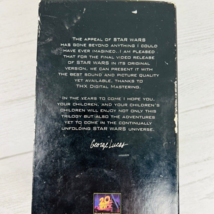 THE APPEAL OF STAR WARS
HAS GONE BEYOND ANYTHING I COULD
HAVE EVER IMAGINED. I AM PLEASED
THAT FOR THE FINAL VIDEO RELEASE
OF STAR WARS IN ITS ORIGINAL
VERSION, WE CAN PRESENT IT WITH
THE BEST SOUND AND PICTURE QUALITY
YET AVAILABLE, THANKS TO
THX DIGITAL MASTERING.
IN THE YEARS TO COME I HOPE YOU,
YOUR CHILDREN, AND YOUR CHILDREN'S
CHILDREN WILL ENJOY NOT ONLY THIS
TRILOGY BUT ALSO THE ADVENTURES
YET TO BE DONE IN THE CONTINUALLY
UNFOLDING STAR WARS UNIVERSE.
George Lucas